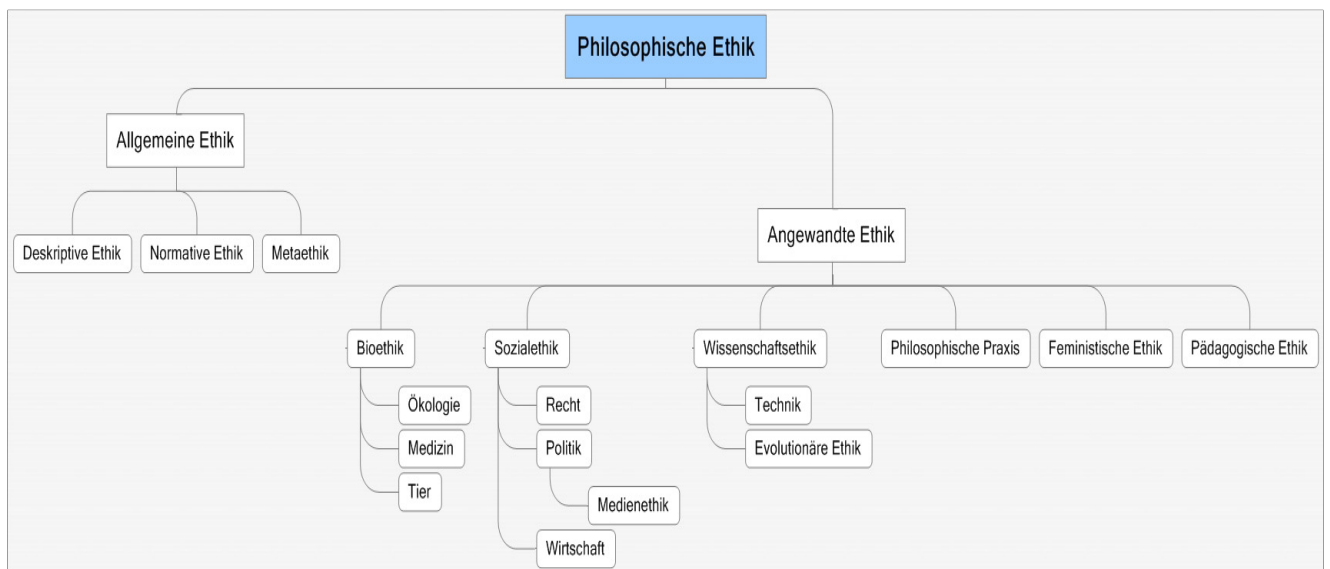 Philosophische Ethik
Allgemeine Ethik
Angewandte Ethik
Deskriptive Ethik
Normative Ethik
Metaethik
Bioethik
Sozialethik
Wissenschaftsethik
Philosophische Praxis
Feministische Ethik
Pädagogische Ethik
Ökologie
Medizin
Tier
Recht
Politik
Medienethik
Wirtschaft
Technik
Evolutionäre Ethik